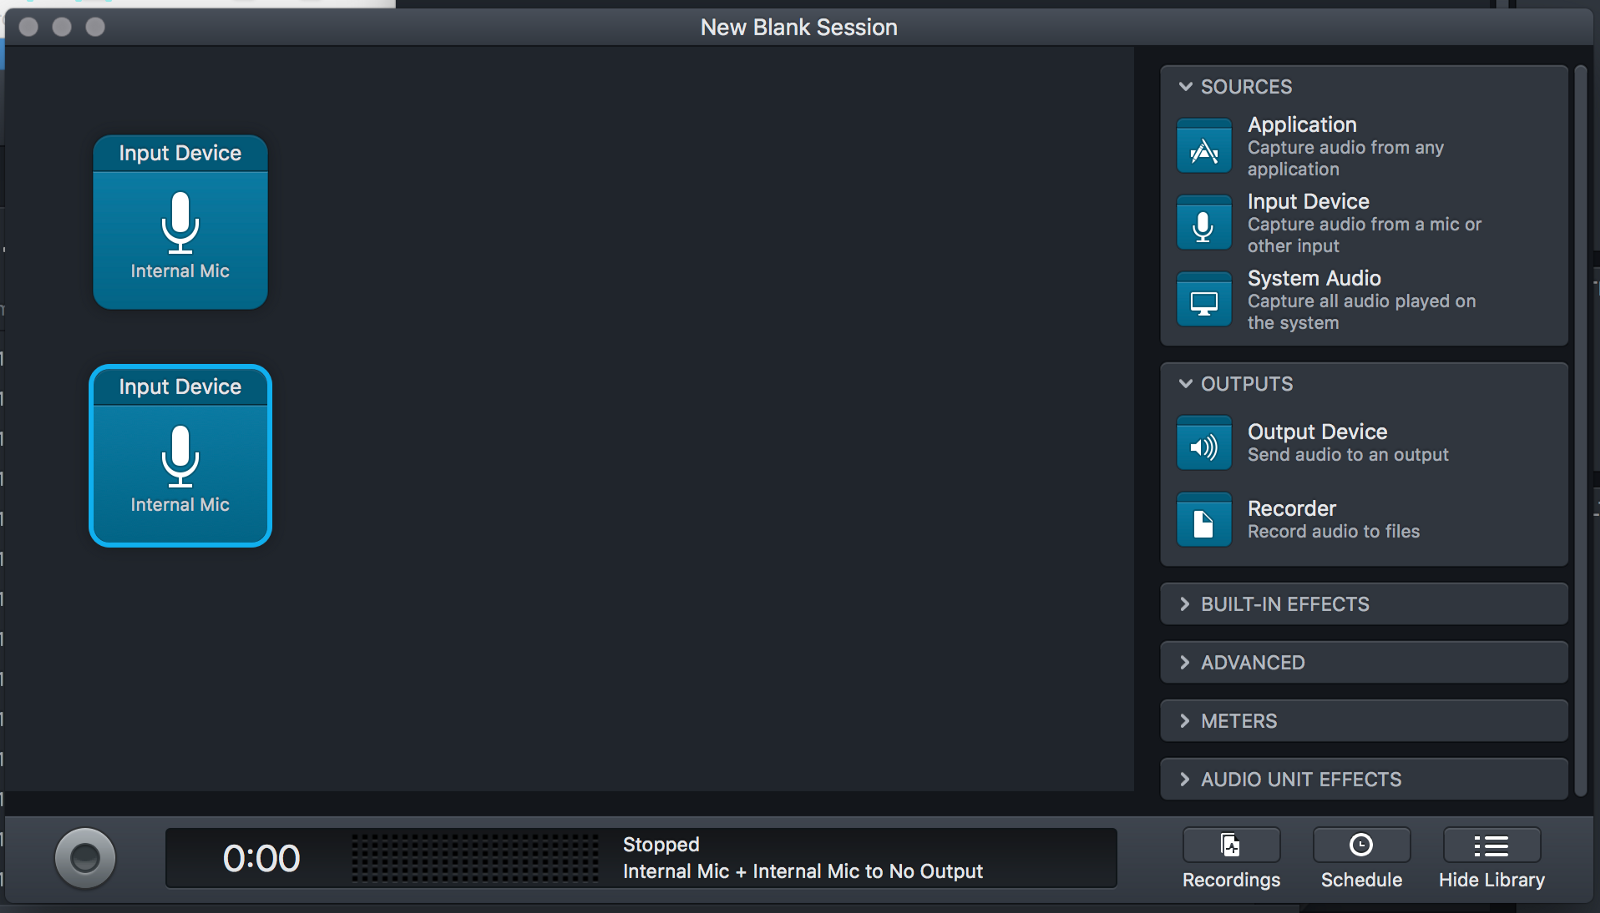 New Blank Session
Input Device
Internal Mic
Input Device
Internal Mic
SOURCES
Application
Capture audio from any
application
Input Device
Capture audio from a mic or
other input
System Audio
Capture all audio played on
the system
OUTPUTS
Output Device
Send audio to an output
Recorder
Record audio to files
BUILT-IN EFFECTS
ADVANCED
METERS
AUDIO UNIT EFFECTS
0:00
Stopped
Internal Mic + Internal Mic to No Output
Recordings
Schedule
Hide Library